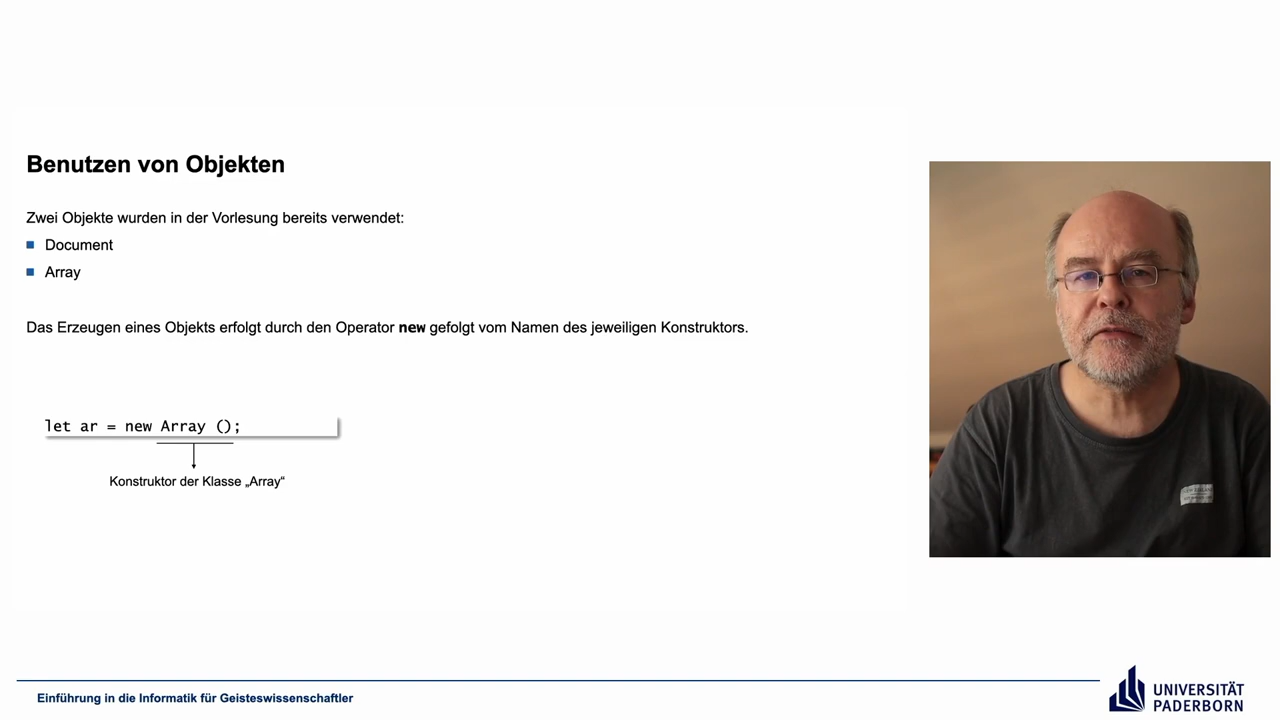 Benutzen von Objekten
Zwei Objekte wurden in der Vorlesung bereits verwendet:
Document
Array
Das Erzeugen eines Objekts erfolgt durch den Operator new gefolgt vom Namen des jeweiligen Konstruktors.
let ar = new Array ();
Konstruktor der Klasse „Array“
Einführung in die Informatik für Geisteswissenschaftler
UNIVERSITÄT
PADERBORN